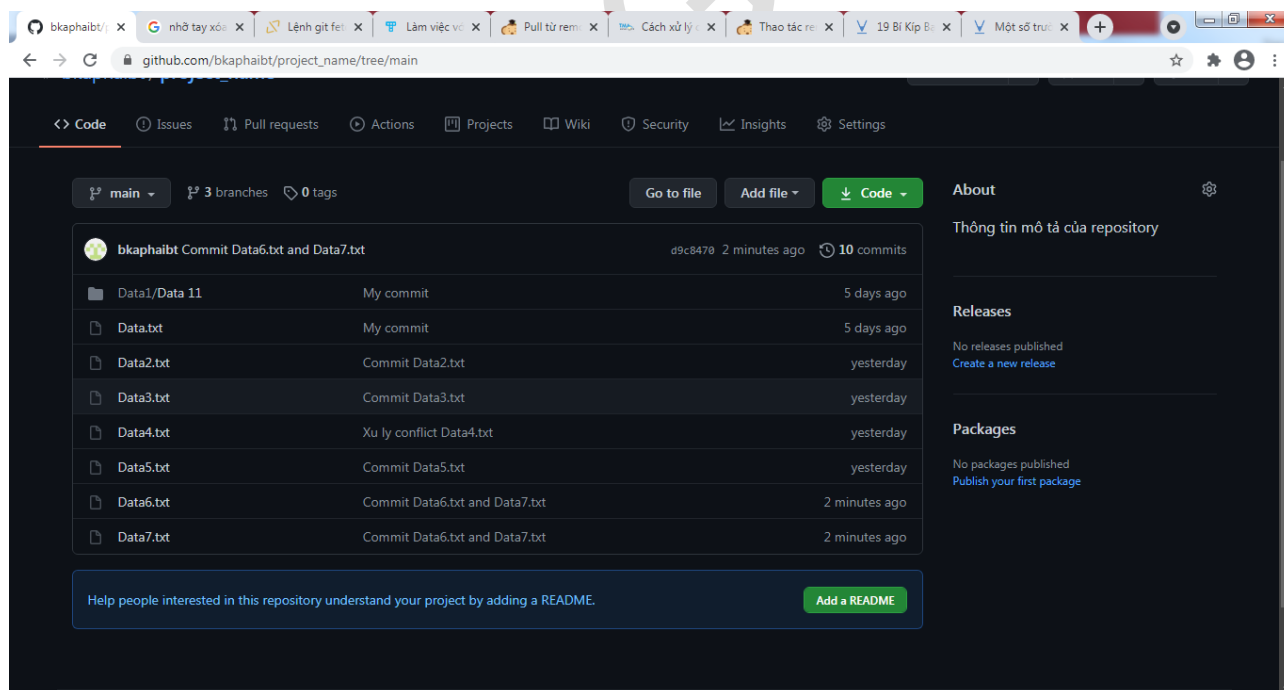 bkaphaibt/p
nhỡ tay xóa
Lệnh git fet
Làm việc vớ
Pull từ rem
Cách xử lý c
Thao tác re
19 Bí Kíp Bả
Một số trườ
github.com/bkaphaibt/project_name/tree/main
bkaphaibt/project_name
Code Issues Pull requests Actions Projects Wiki Security Insights Settings
main 3 branches 0 tags Go to file Add file Code
bkaphaibt Commit Data6.txt and Data7.txt d9c8470 2 minutes ago 10 commits
Data1/Data 11 My commit 5 days ago
Data.txt My commit 5 days ago
Data2.txt Commit Data2.txt yesterday
Data3.txt Commit Data3.txt yesterday
Data4.txt Xu ly conflict Data4.txt yesterday
Data5.txt Commit Data5.txt yesterday
Data6.txt Commit Data6.txt and Data7.txt 2 minutes ago
Data7.txt Commit Data6.txt and Data7.txt 2 minutes ago
Help people interested in this repository understand your project by adding a README. Add a README
About
Thông tin mô tả của repository
Releases
No releases published
Create a new release
Packages
No packages published
Publish your first package